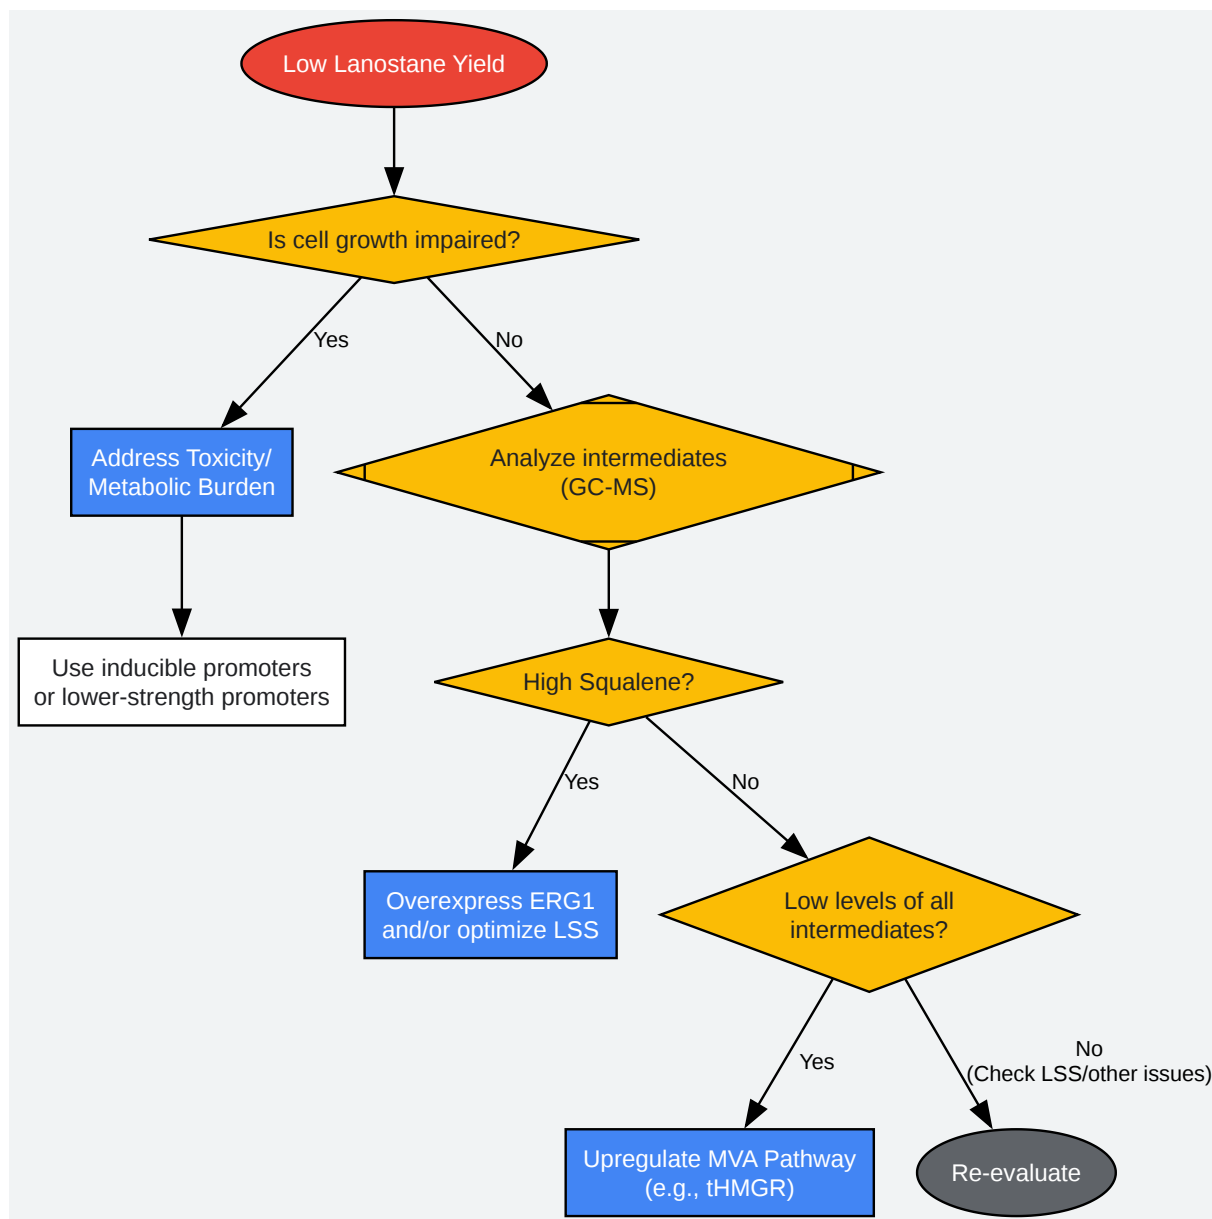 Low Lanostane Yield
Is cell growth impaired?
Yes
No
Address Toxicity/
Metabolic Burden
Analyze intermediates
(GC-MS)
Use inducible promoters
or lower-strength promoters
High Squalene?
Yes
No
Overexpress ERG1
and/or optimize LSS
Low levels of all
intermediates?
Yes
No
(Check LSS/other issues)
Upregulate MVA Pathway
(e.g., tHMGR)
Re-evaluate